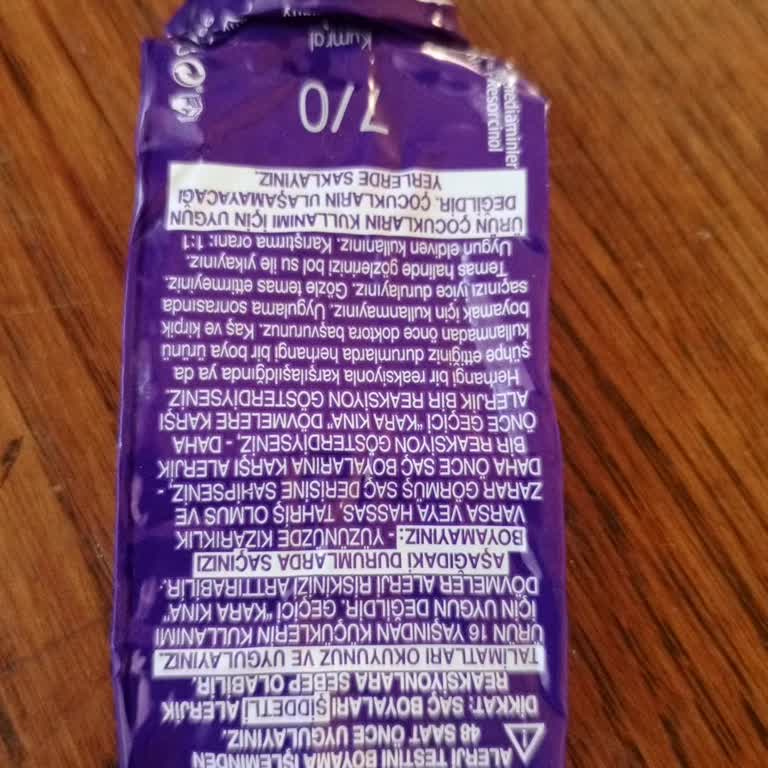 ALERJİ TESTİNİ BOYAMA İŞLEMİNDEN
48 SAAT ÖNCE UYGULAYINIZ.
DİKKAT: SAÇ BOYALARI ŞİDDETLİ ALERJİK
REAKSİYONLARA SEBEP OLABİLİR.
TALİMATLARI OKUYUNUZ VE UYGULAYINIZ.
ÜRÜN 16 YAŞINDAN KÜÇÜKLERİN KULLANIMI
İÇİN UYGUN DEĞİLDİR. GEÇİCİ "KARA KINA"
DÖVMELER ALERJİ RİSKİNİZİ ARTTIRABİLİR.
AŞAĞIDAKİ DURUMLARDA SAÇINIZI
BOYAMAYINIZ: - YÜZÜNÜZDE KIZARIKLIK
VARSA VEYA HASSAS, TAHRİŞ OLMUŞ VE
ZARAR GÖRMÜŞ SAÇ DERİSİNE SAHİPSENİZ, -
DAHA ÖNCE SAÇ BOYALARINA KARŞI ALERJİK
BİR REAKSİYON GÖSTERDİYSENİZ, - DAHA
ÖNCE GEÇİCİ "KARA KINA" DÖVMELERE KARŞI
ALERJİK BİR REAKSİYON GÖSTERDİYSENİZ
Herhangi bir reaksiyonla karşılaşıldığında ya da
şüphe ettiğiniz durumlarda herhangi bir boya ürünü
kullanmadan önce doktora başvurunuz. Kaş ve kirpik
boyamak için kullanmayınız. Uygulama sonrasında
saçınızı iyice durulayınız. Gözle temas ettirmeyiniz.
Temas halinde gözlerinizi bol su ile yıkayınız.
Uygun eldiven kullanınız. Karıştırma oranı: 1:1
ÜRÜN ÇOCUKLARIN KULLANIMI İÇİN UYGUN
DEĞİLDİR. ÇOCUKLARIN ULAŞAMAYACAĞI
YERLERDE SAKLAYINIZ.
7/0
Kumral
Resorcinol